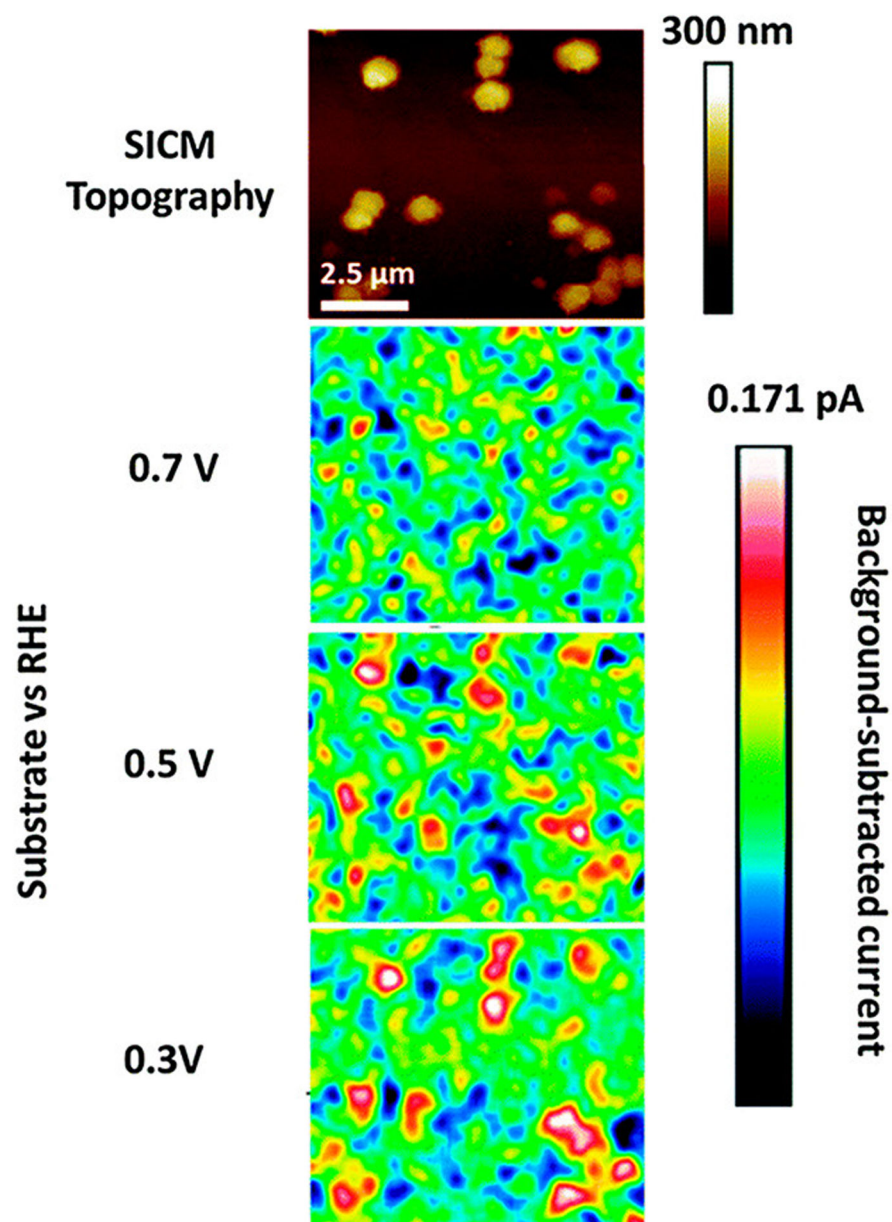 300 nm
SICM
Topography
2.5 µm
0.171 pA
0.7 V
Background-subtracted current
Substrate vs RHE
0.5 V
0.3V